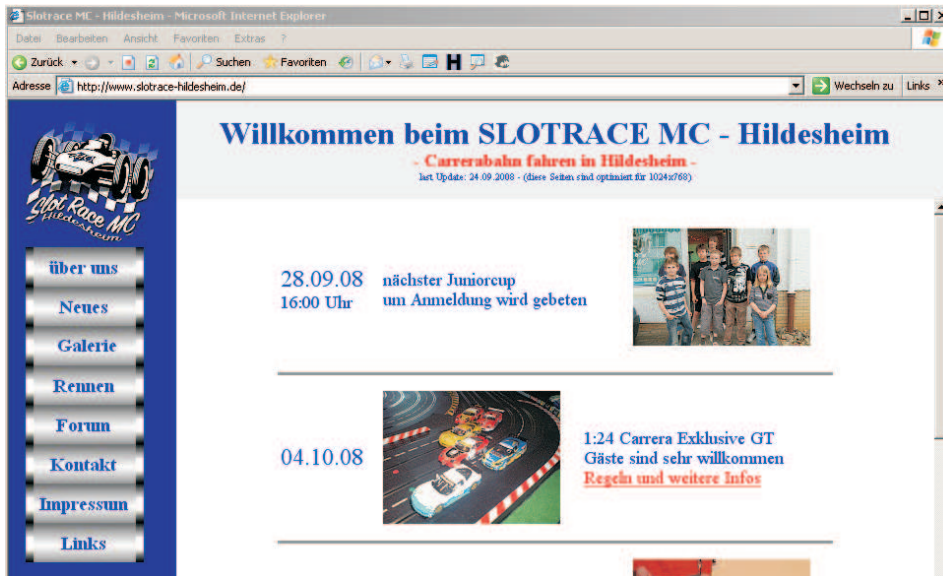 Slotrace MC - Hildesheim - Microsoft Internet Explorer
Datei Bearbeiten Ansicht Favoriten Extras ?
Zurück Suchen Favoriten H
Adresse http://www.slotrace-hildesheim.de/ Wechseln zu Links »
Willkommen beim SLOTRACE MC - Hildesheim
- Carrerabahn fahren in Hildesheim -
last Update: 24.09.2008 - (diese Seiten sind optimiert für 1024x768)
Slot Race MC
Hildesheim
über uns
Neues
Galerie
Rennen
Forum
Kontakt
Impressum
Links
28.09.08 nächster Juniorcup
16:00 Uhr um Anmeldung wird gebeten
04.10.08
1:24 Carrera Exklusive GT
Gäste sind sehr willkommen
Regeln und weitere Infos